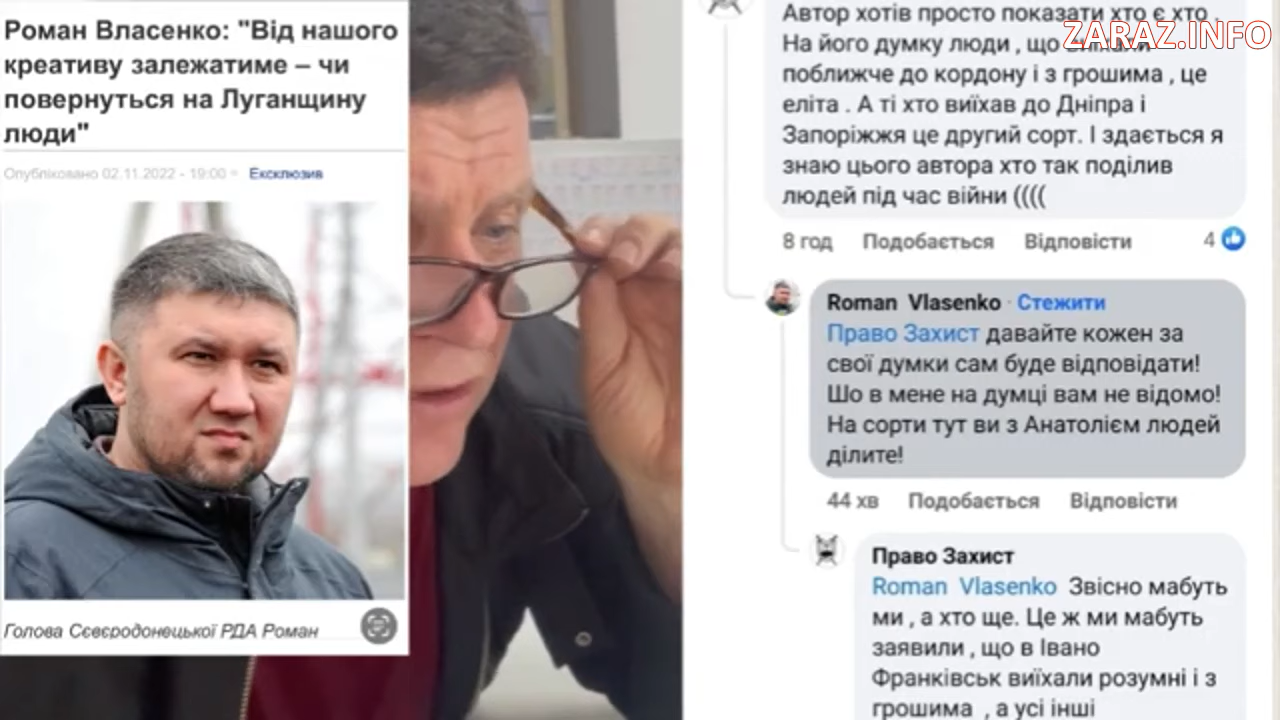 Роман Власенко: "Від нашого
креативу залежатиме – чи
повернуться на Луганщину
люди"
Опубліковано 02.11.2022 - 19:00
Ексклюзив
Голова Сєвєродонецької РДА Роман
ZARAZ.INFO
Автор хотів просто показати хто є хто .
На його думку люди , що виїхали
поближче до кордону і з грошима , це
еліта . А ті хто виїхав до Дніпра і
Запоріжжя це другий сорт. І здається я
знаю цього автора хто так поділив
людей під час війни ((((
8 год Подобається Відповісти 4
Roman Vlasenko · Стежити
Право Захист давайте кожен за
свої думки сам буде відповідати!
Шо в мене на думці вам не відомо!
На сорти тут ви з Анатолієм людей
ділите!
44 хв Подобається Відповісти
Право Захист
Roman Vlasenko Звісно мабуть
ми , а хто ще. Це ж ми мабуть
заявили , що в Івано
Франківськ виїхали розумні і з
грошима , а усі інші